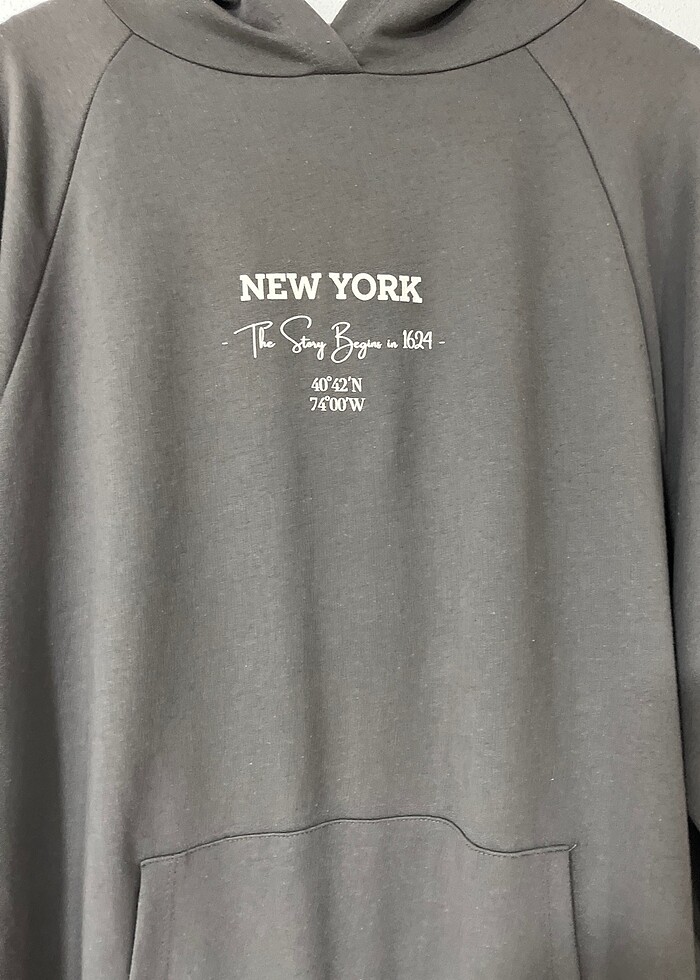 NEW YORK
- The Story Begins in 1624 -
40°42'N
74°00'W